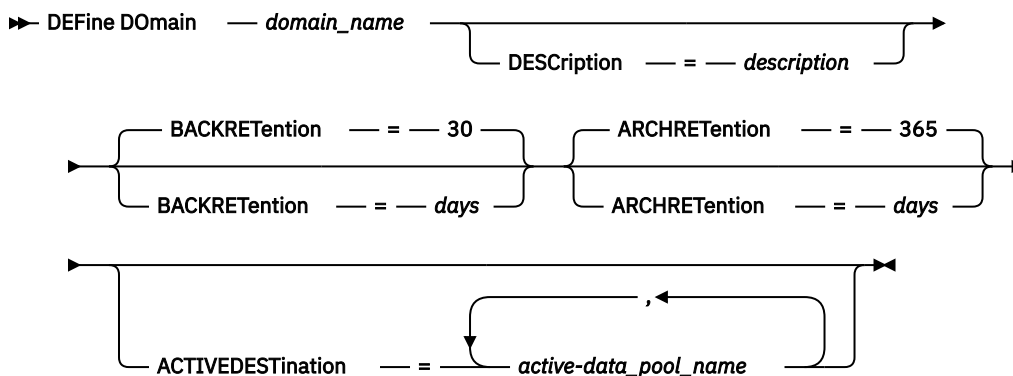 DEFine DOmain — domain_name
DESCription — = — description
BACKRETention — = — 30 ARCHRETention — = — 365
BACKRETention — = — days ARCHRETention — = — days
,
ACTIVEDESTination — = active-data_pool_name